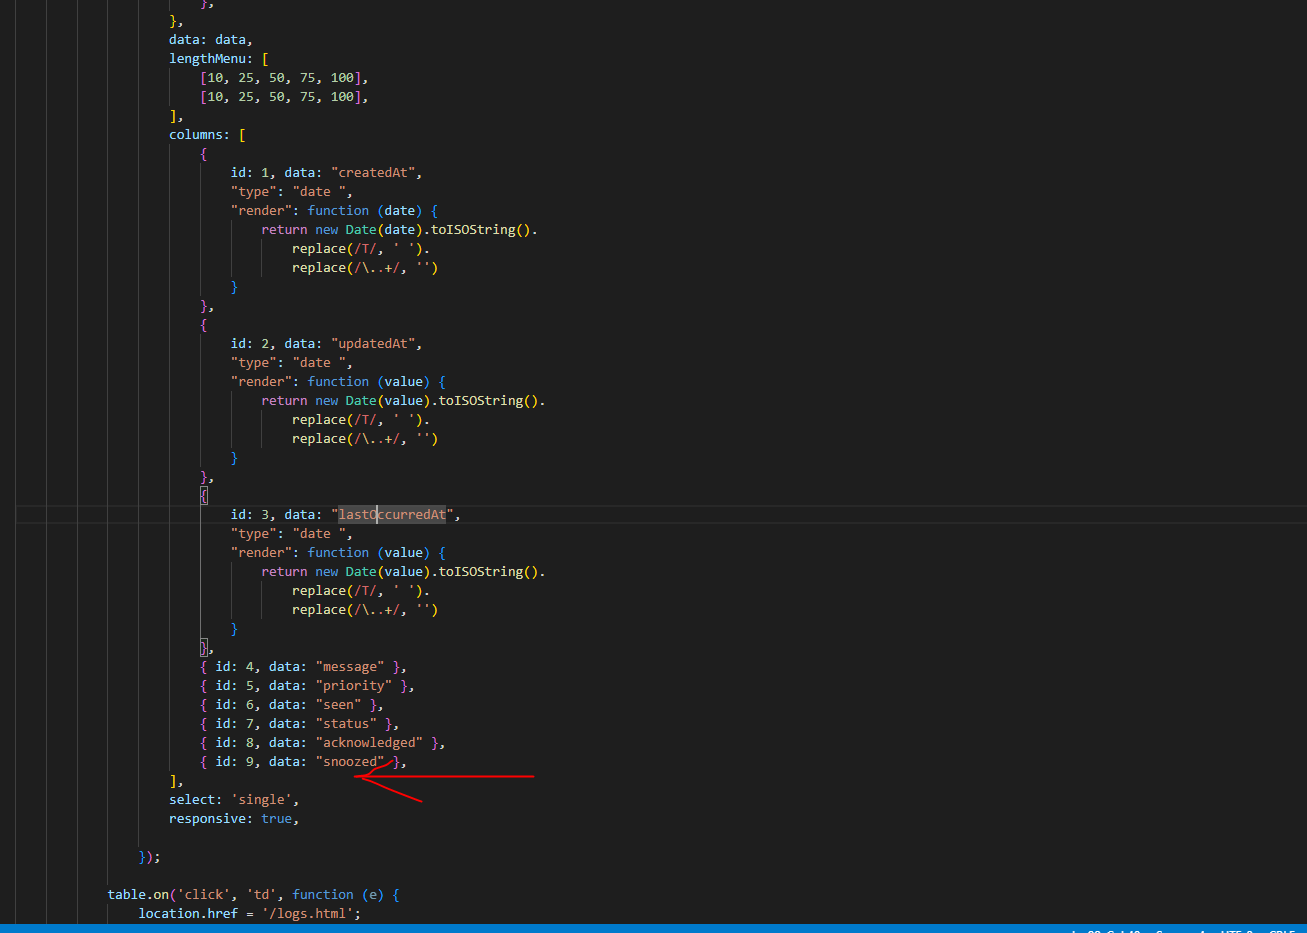 },
},
data: data,
lengthMenu: [
[10, 25, 50, 75, 100],
[10, 25, 50, 75, 100],
],
columns: [
{
id: 1, data: "createdAt",
"type": "date ",
"render": function (date) {
return new Date(date).toISOString().
replace(/T/, ' ').
replace(/\..+/, '')
}
},
{
id: 2, data: "updatedAt",
"type": "date ",
"render": function (value) {
return new Date(value).toISOString().
replace(/T/, ' ').
replace(/\..+/, '')
}
},
{
id: 3, data: "lastOccurredAt",
"type": "date ",
"render": function (value) {
return new Date(value).toISOString().
replace(/T/, ' ').
replace(/\..+/, '')
}
},
{ id: 4, data: "message" },
{ id: 5, data: "priority" },
{ id: 6, data: "seen" },
{ id: 7, data: "status" },
{ id: 8, data: "acknowledged" },
{ id: 9, data: "snoozed" },
],
select: 'single',
responsive: true,
});
table.on('click', 'td', function (e) {
location.href = '/logs.html';